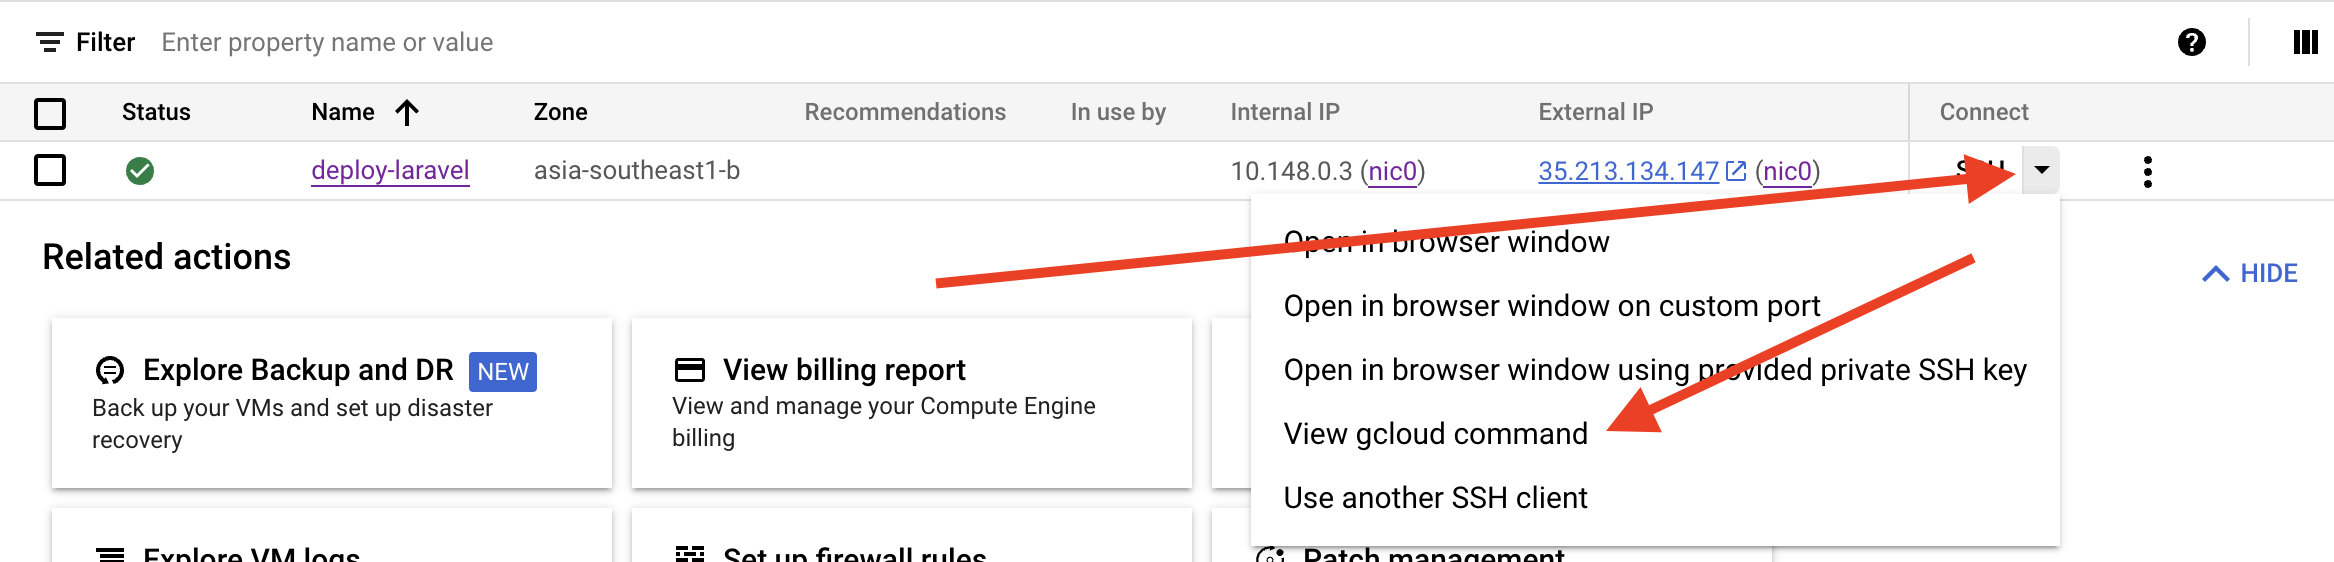 Filter Enter property name or value
Status Name Zone Recommendations In use by Internal IP External IP Connect
deploy-laravel asia-southeast1-b 10.148.0.3 (nic0) 35.213.134.147 (nic0) SSH
Open in browser window
Open in browser window on custom port
Open in browser window using provided private SSH key
View gcloud command
Use another SSH client
Related actions
HIDE
Explore Backup and DR NEW
Back up your VMs and set up disaster
recovery
View billing report
View and manage your Compute Engine
billing
Explore VM logs
Set up firewall rules
Patch management